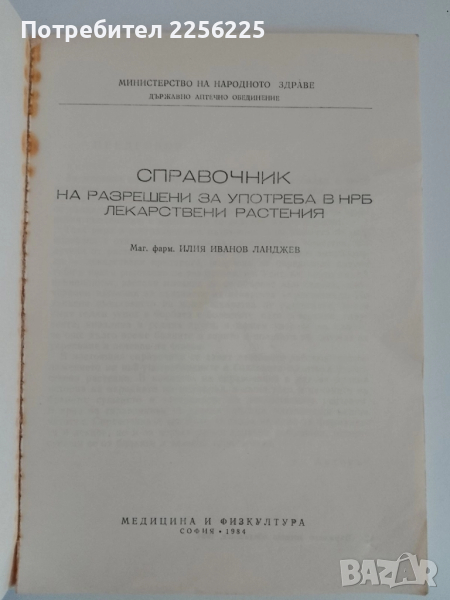 Потребител 2256225
МИНИСТЕРСТВО НА НАРОДНОТО ЗДРАВЕ
ДЪРЖАВНО АПТЕЧНО ОБЕДИНЕНИЕ
СПРАВОЧНИК
НА РАЗРЕШЕНИ ЗА УПОТРЕБА В НРБ
ЛЕКАРСТВЕНИ РАСТЕНИЯ
Маг. фарм. ИЛИЯ ИВАНОВ ЛАНДЖЕВ
МЕДИЦИНА И ФИЗКУЛТУРА
СОФИЯ • 1984
BAZAR